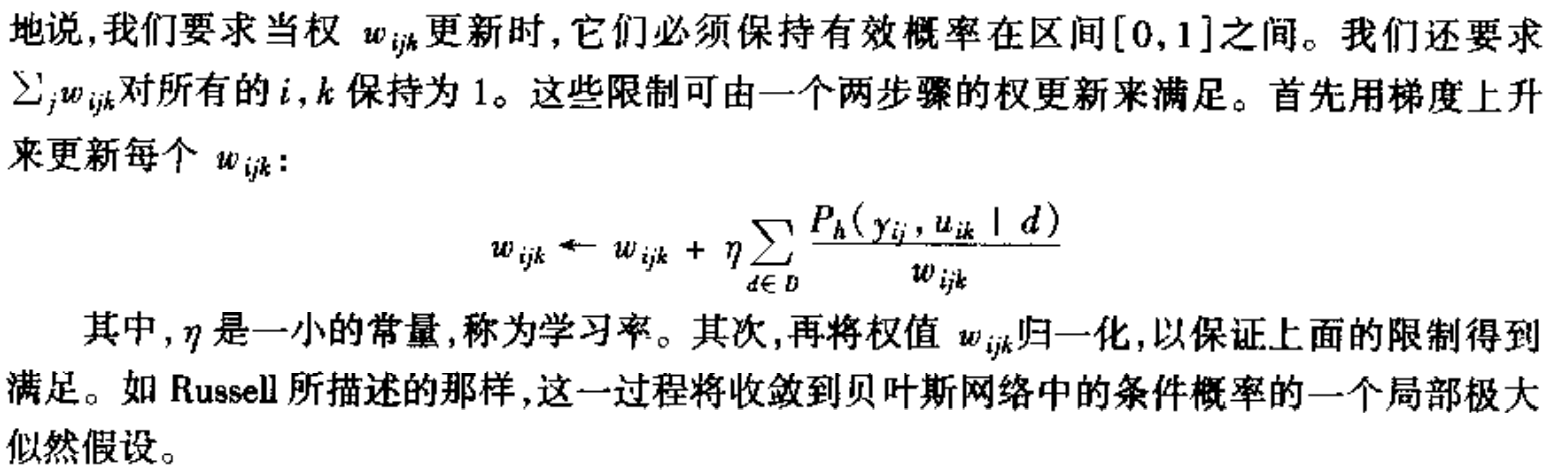 地说,我们要求当权 w_{ijk}更新时,它们必须保持有效概率在区间[0,1]之间。我们还要求
∑_jw_{ijk}对所有的 i,k 保持为 1。这些限制可由一个两步骤的权更新来满足。首先用梯度上升
来更新每个 w_{ijk}:
w_{ijk} ← w_{ijk} + η∑_{d∈D} \frac{P_h(y_{ij},u_{ik} | d)}{w_{ijk}}
其中,η 是一小的常量,称为学习率。其次,再将权值 w_{ijk}归一化,以保证上面的限制得到
满足。如 Russell 所描述的那样,这一过程将收敛到贝叶斯网络中的条件概率的一个局部极大
似然假设。